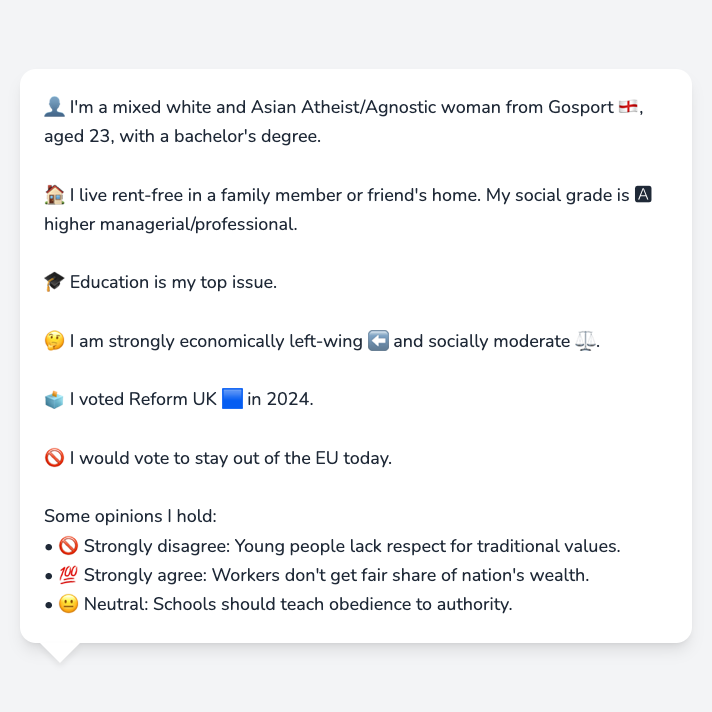 👤 I'm a mixed white and Asian Atheist/Agnostic woman from Gosport 🏴󠁧󠁢󠁥󠁮󠁧󠁿,
aged 23, with a bachelor's degree.
🏠 I live rent-free in a family member or friend's home. My social grade is 🅰
higher managerial/professional.
🎓 Education is my top issue.
🤔 I am strongly economically left-wing ⬅️ and socially moderate ⚖️.
🗳️ I voted Reform UK 🟦 in 2024.
🚫 I would vote to stay out of the EU today.
Some opinions I hold:
• 🚫 Strongly disagree: Young people lack respect for traditional values.
• 💯 Strongly agree: Workers don't get fair share of nation's wealth.
• 😐 Neutral: Schools should teach obedience to authority.